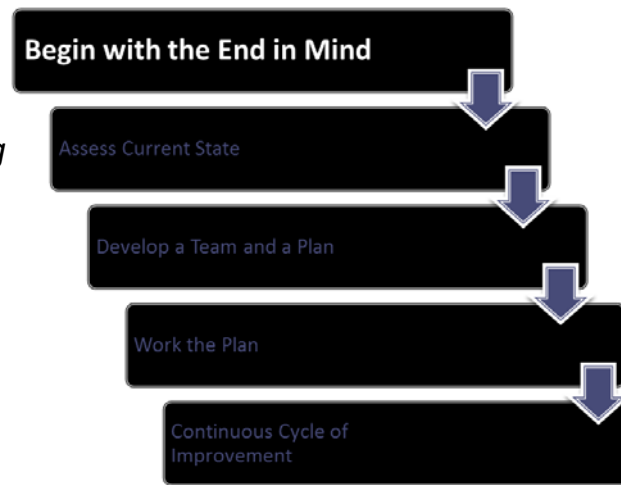 Begin with the End in Mind
Assess Current State
Develop a Team and a Plan
Work the Plan
Continuous Cycle of
Improvement